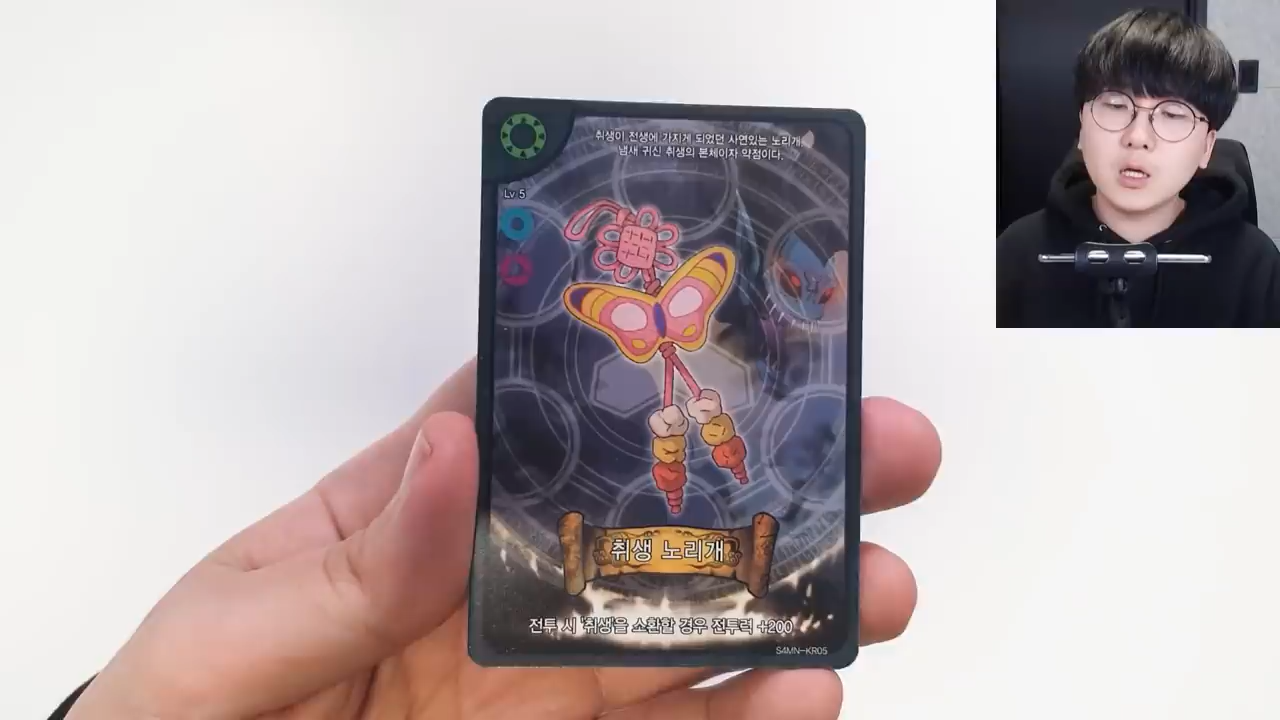 취생이 전생에 가지게 되었던 사연있는 노리개.
냄새 귀신 취생의 본체이자 약점이다.
Lv 5
취생 노리개
전투 시 '취생'을 소환할 경우 전투력 +200
S4MN-KR05